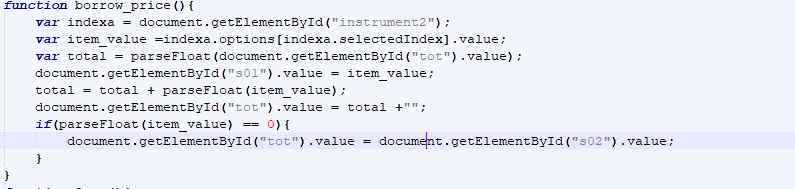 function borrow_price(){
var indexa = document.getElementById("instrument2");
var item_value =indexa.options[indexa.selectedIndex].value;
var total = parseFloat(document.getElementById("tot").value);
document.getElementById("s01").value = item_value;
total = total + parseFloat(item_value);
document.getElementById("tot").value = total +"";
if(parseFloat(item_value) == 0){
document.getElementById("tot").value = document.getElementById("s02").value;
}
}